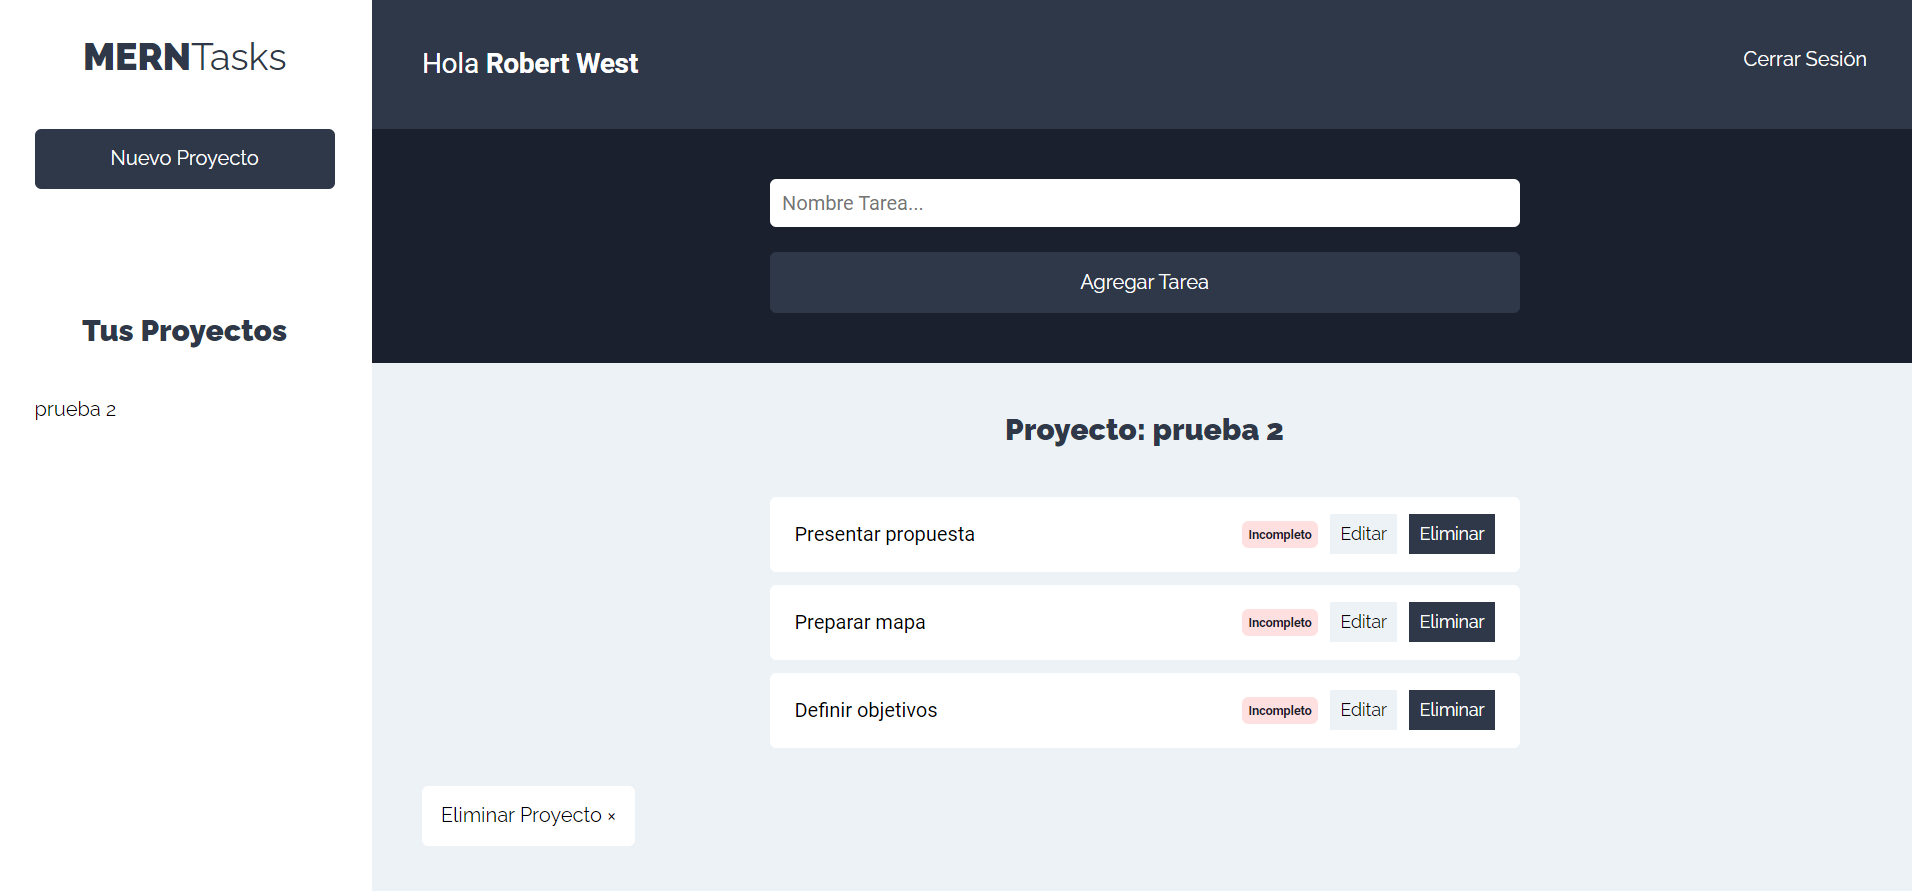 MERNTasks
Nuevo Proyecto
Tus Proyectos
prueba 2
Hola Robert West
Cerrar Sesión
Nombre Tarea...
Agregar Tarea
Proyecto: prueba 2
Presentar propuesta Incompleto Editar Eliminar
Preparar mapa Incompleto Editar Eliminar
Definir objetivos Incompleto Editar Eliminar
Eliminar Proyecto ×